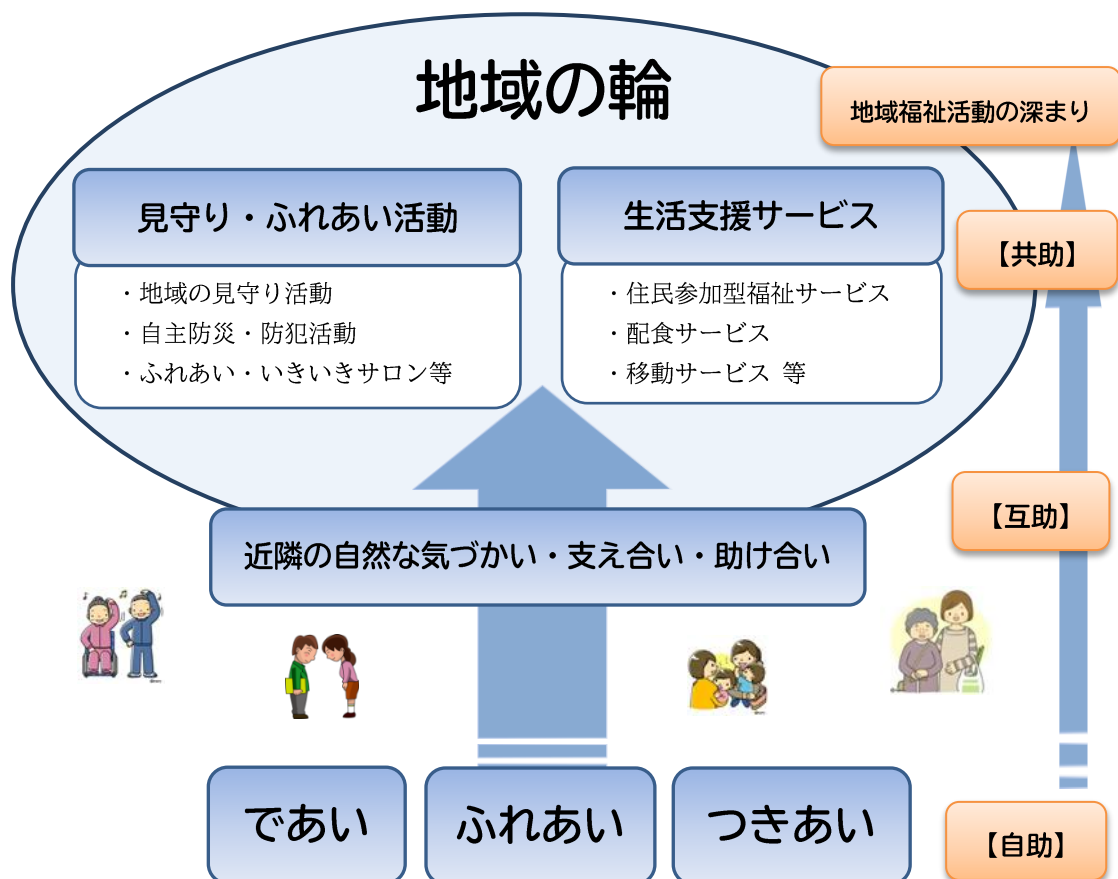 地域の輪
地域福祉活動の深まり
見守り・ふれあい活動
・地域の見守り活動
・自主防災・防犯活動
・ふれあい・いきいきサロン等
生活支援サービス
・住民参加型福祉サービス
・配食サービス
・移動サービス 等
【共助】
近隣の自然な気づかい・支え合い・助け合い
【互助】
であい
ふれあい
つきあい
【自助】